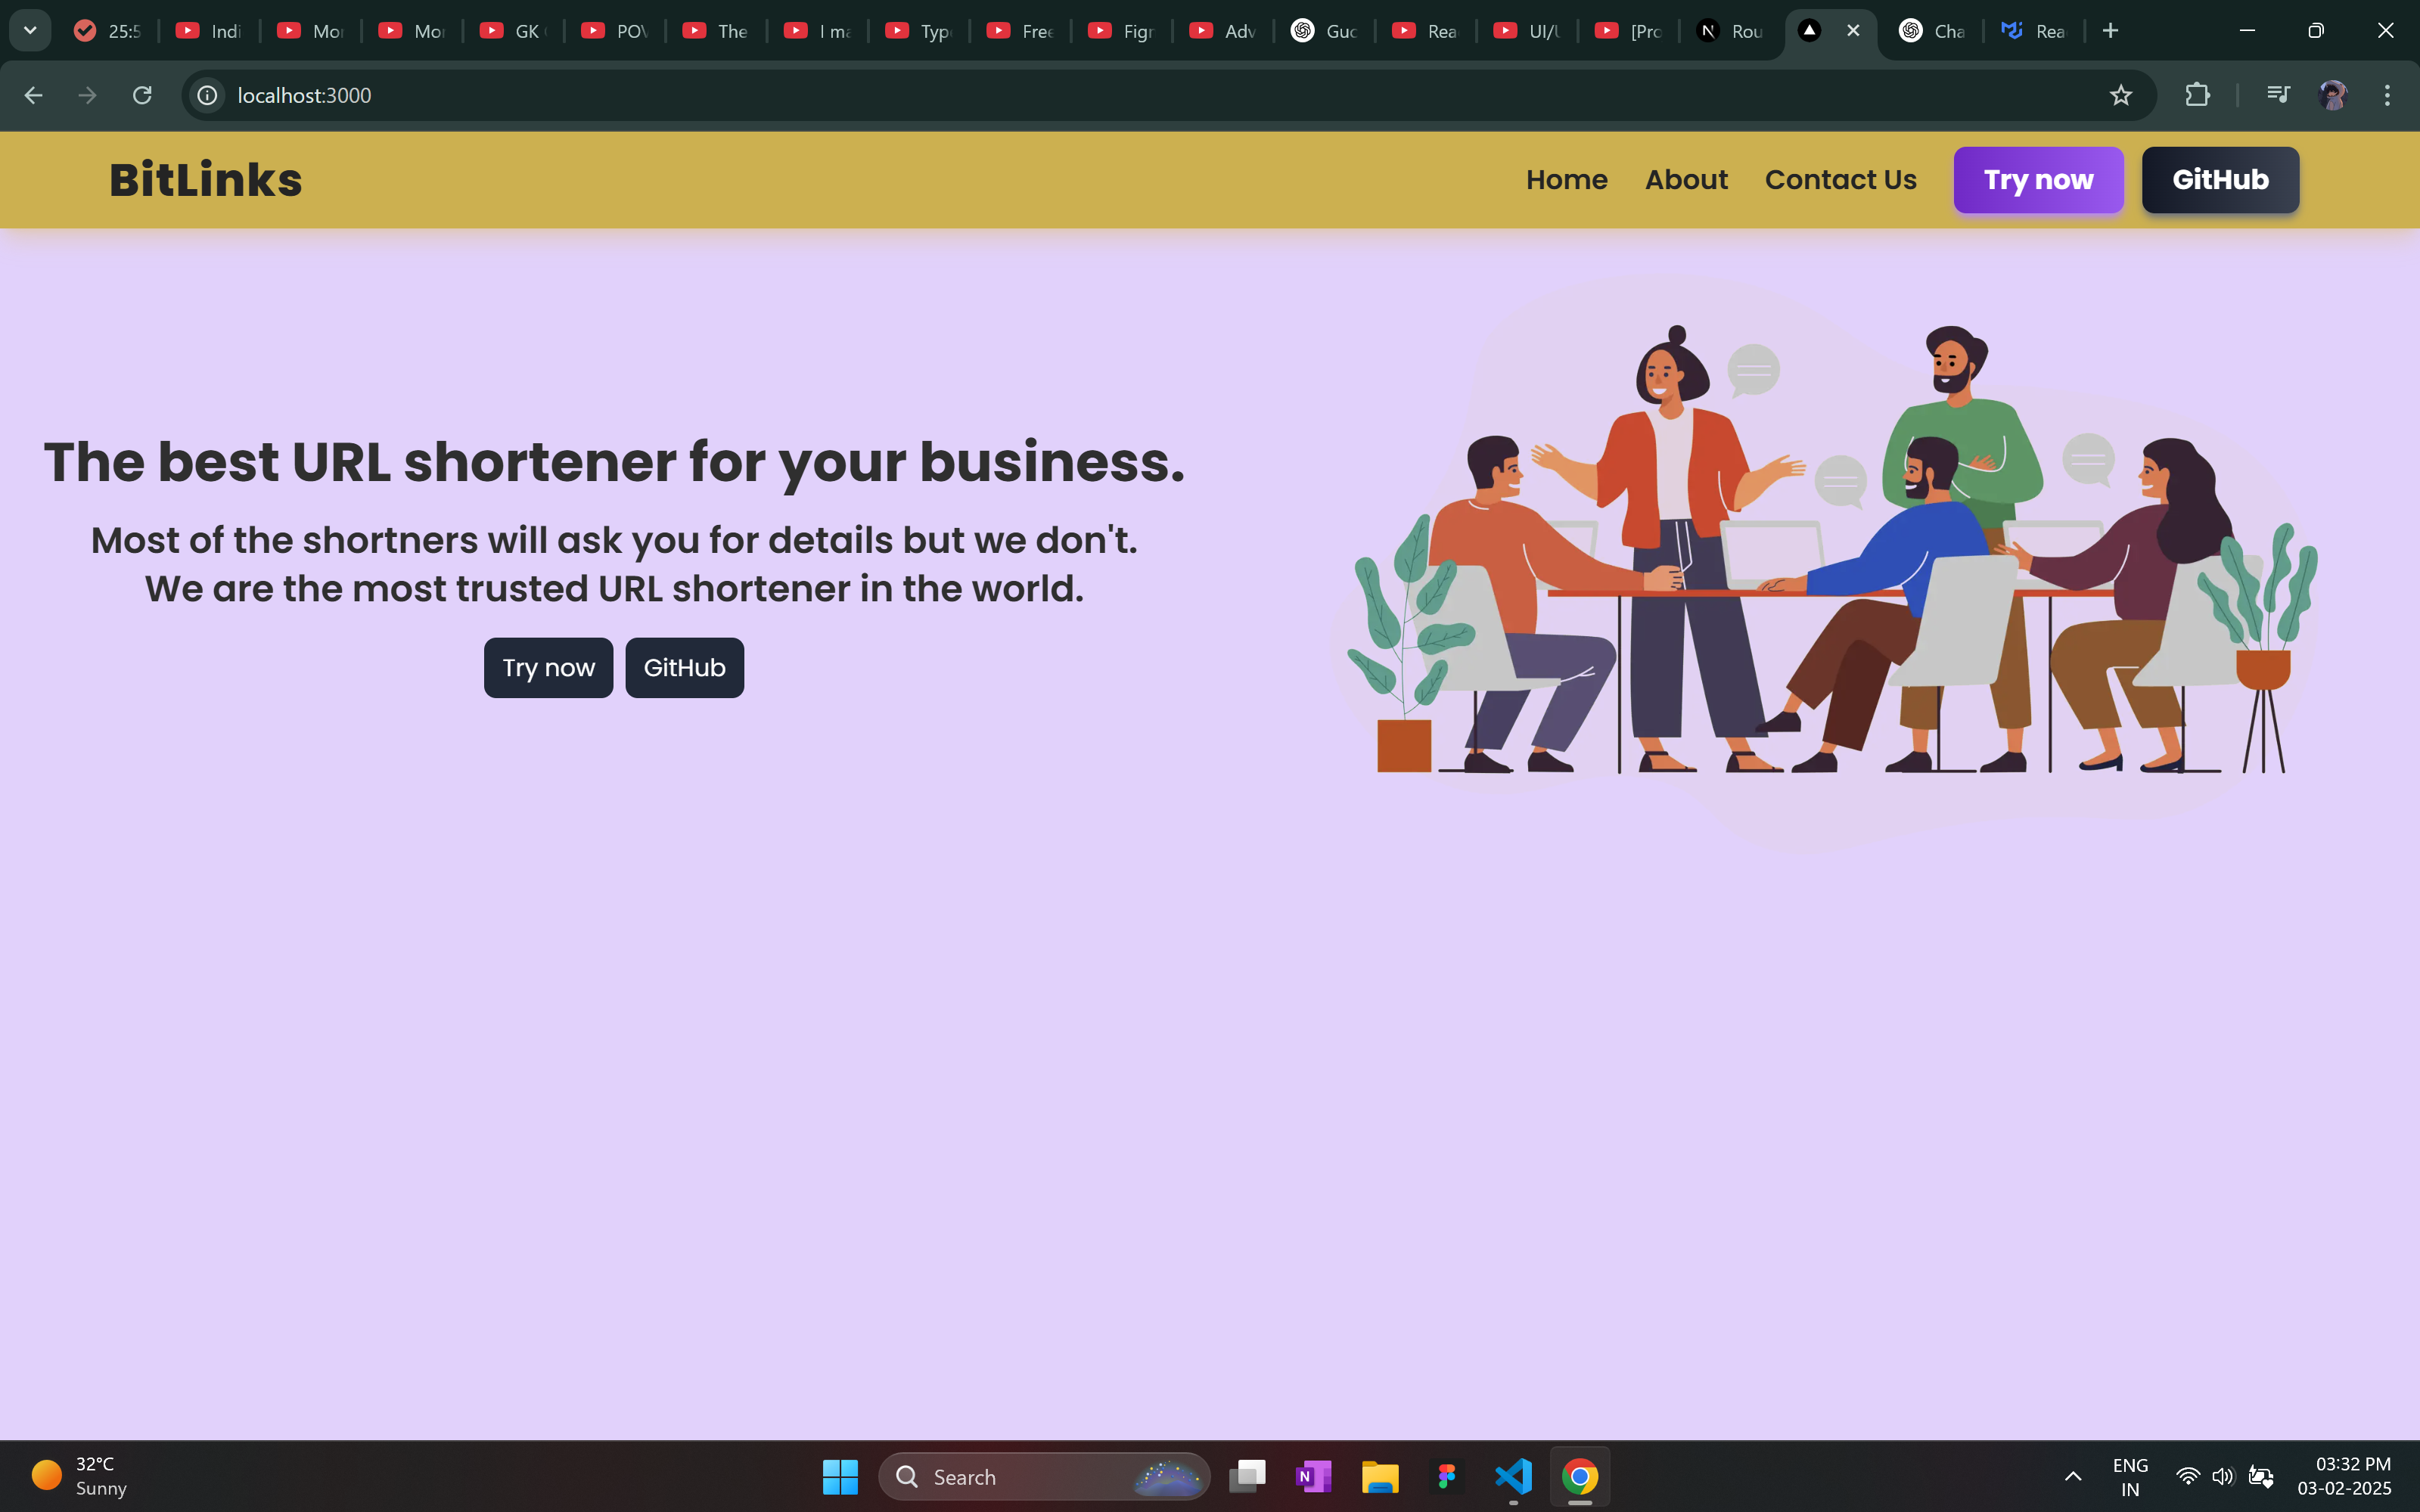 25:5
Indi
Mor
Mor
GK
POV
The
I ma
Typ
Free
Figr
Adv
Guc
Rea
UI/U
[Pro
Rou
Cha
Rea
localhost:3000
BitLinks
Home
About
Contact Us
Try now
GitHub
The best URL shortener for your business.
Most of the shortners will ask you for details but we don't.
We are the most trusted URL shortener in the world.
Try now
GitHub
32°C
Sunny
Search
ENG
IN
03:32 PM
03-02-2025